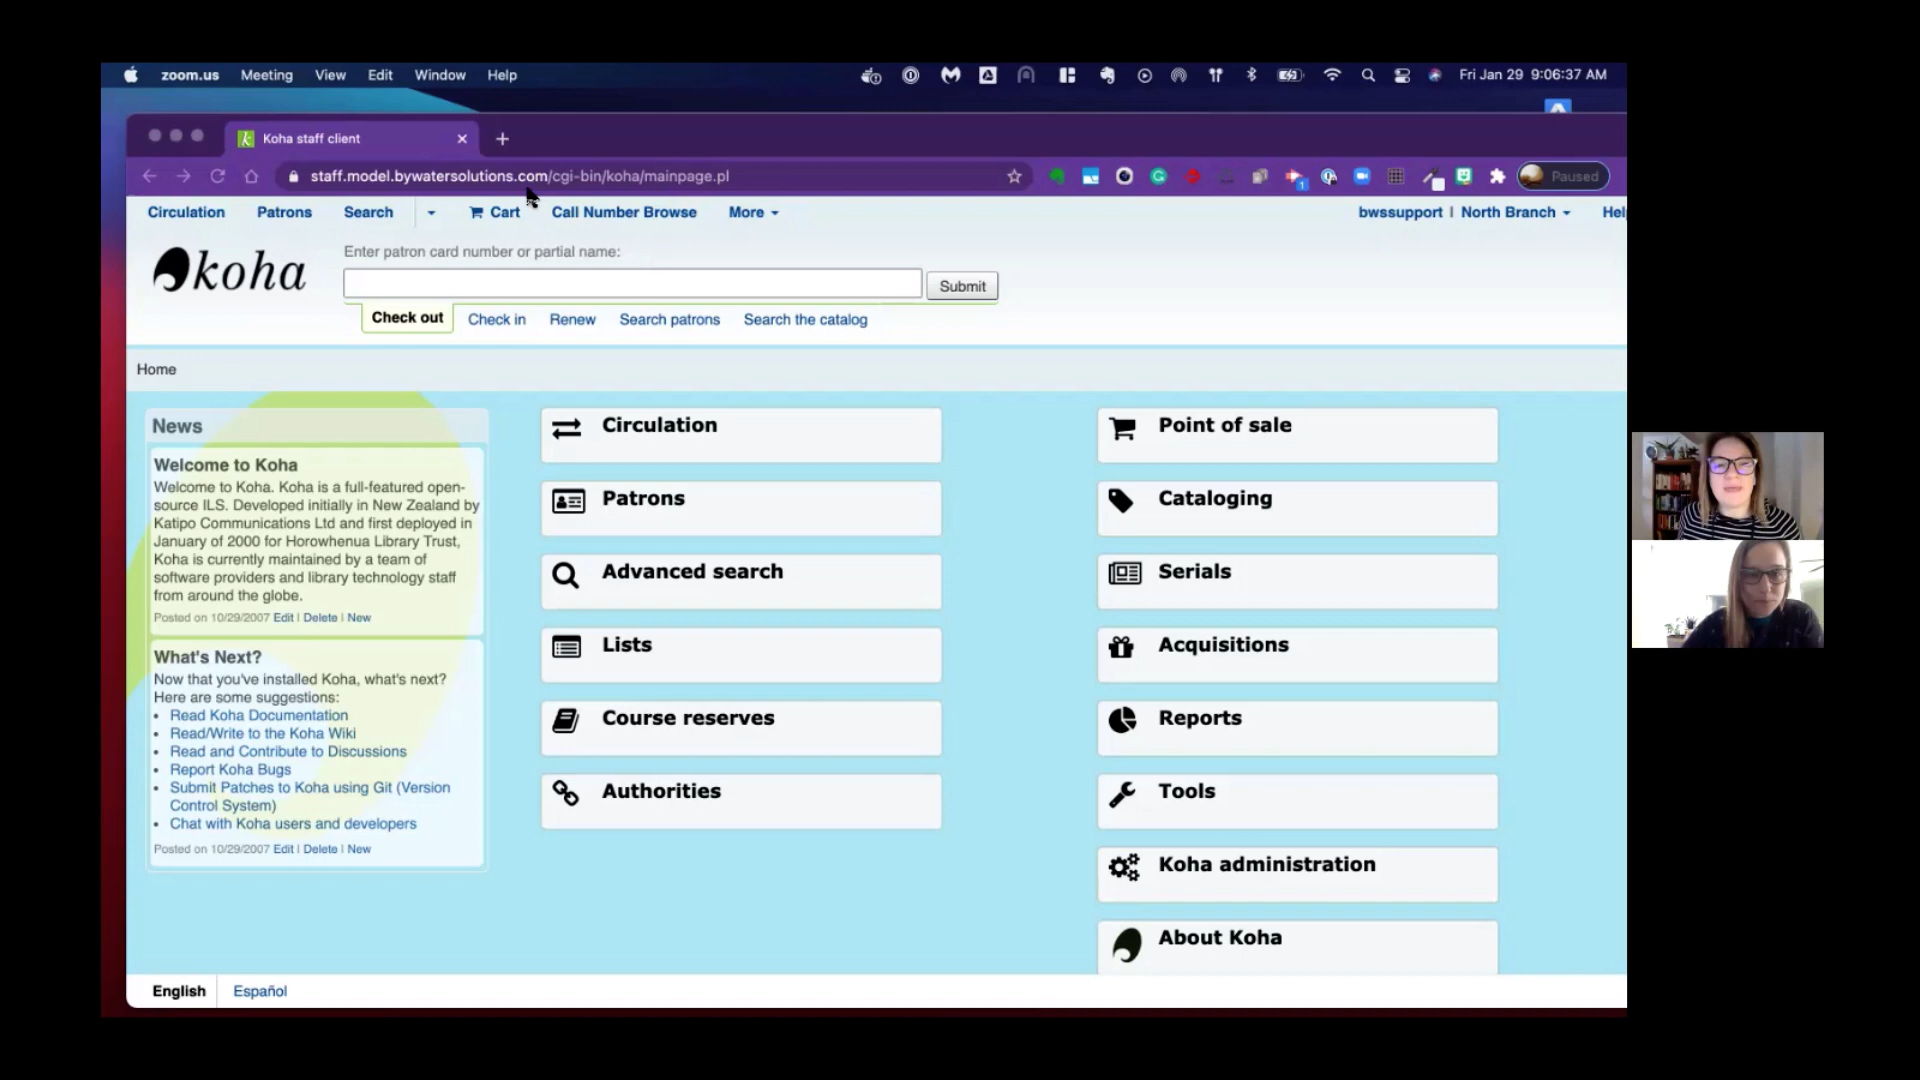 zoom.us Meeting View Edit Window Help Fri Jan 29 9:06:37 AM
Koha staff client
staff.model.bywatersolutions.com/cgi-bin/koha/mainpage.pl Paused
Circulation Patrons Search Cart Call Number Browse More bwssupport | North Branch Hel
koha
Enter patron card number or partial name:
Submit
Check out Check in Renew Search patrons Search the catalog
Home
News
Welcome to Koha
Welcome to Koha. Koha is a full-featured open-
source ILS. Developed initially in New Zealand by
Katipo Communications Ltd and first deployed in
January of 2000 for Horowhenua Library Trust,
Koha is currently maintained by a team of
software providers and library technology staff
from around the globe.
Posted on 10/29/2007 Edit | Delete | New
What's Next?
Now that you've installed Koha, what's next?
Here are some suggestions:
• Read Koha Documentation
• Read/Write to the Koha Wiki
• Read and Contribute to Discussions
• Report Koha Bugs
• Submit Patches to Koha using Git (Version
Control System)
• Chat with Koha users and developers
Posted on 10/29/2007 Edit | Delete | New
Circulation
Patrons
Advanced search
Lists
Course reserves
Authorities
Point of sale
Cataloging
Serials
Acquisitions
Reports
Tools
Koha administration
About Koha
English Español